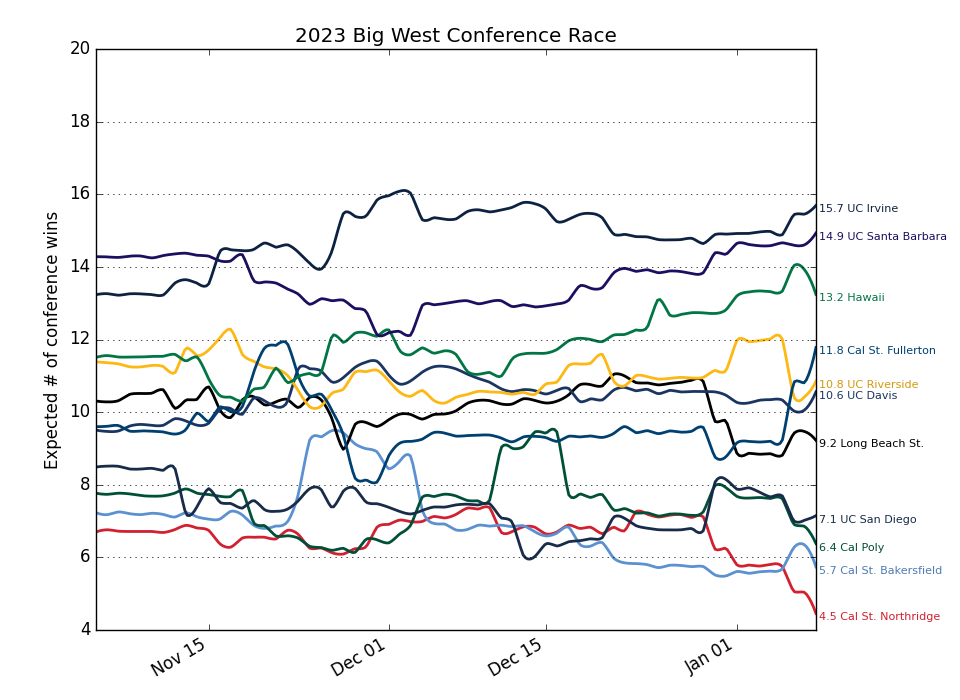 2023 Big West Conference Race
Expected # of conference wins
20
18
16
14
12
10
8
6
4
Nov 15
Dec 01
Dec 15
Jan 01
15.7 UC Irvine
14.9 UC Santa Barbara
13.2 Hawaii
11.8 Cal St. Fullerton
10.8 UC Riverside
10.6 UC Davis
9.2 Long Beach St.
7.1 UC San Diego
6.4 Cal Poly
5.7 Cal St. Bakersfield
4.5 Cal St. Northridge